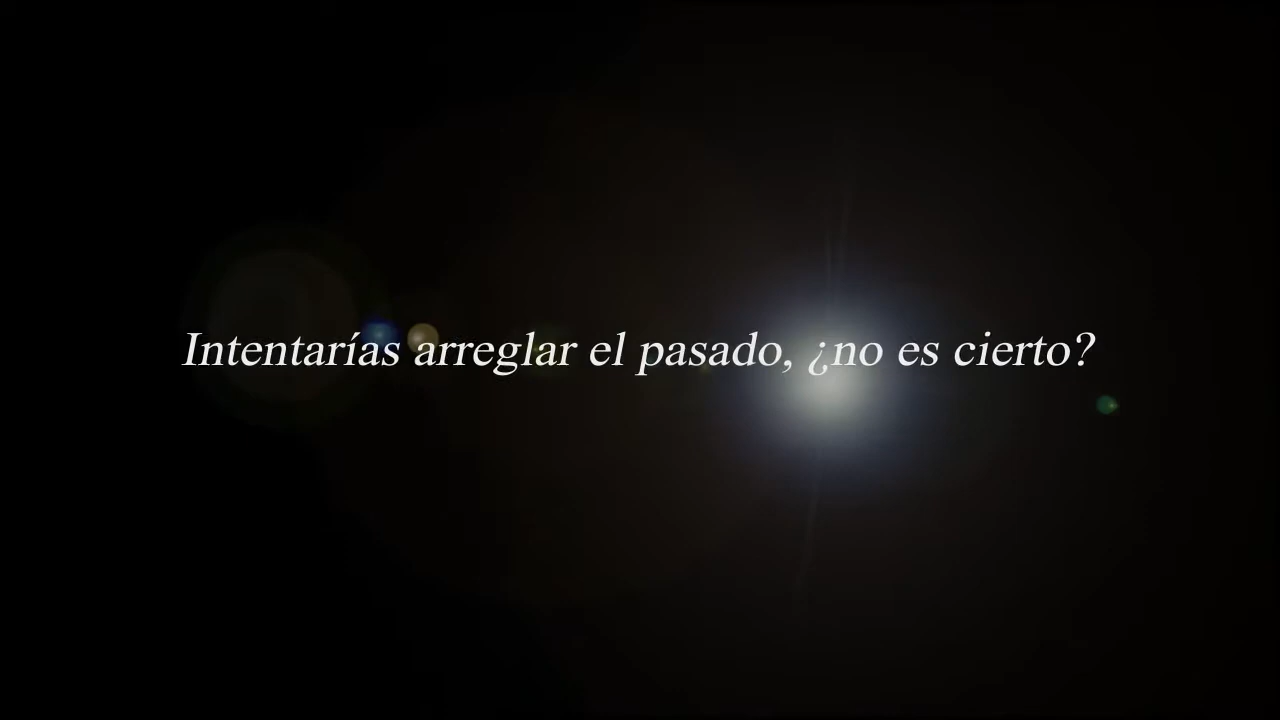 Intentarías arreglar el pasado, ¿no es cierto?